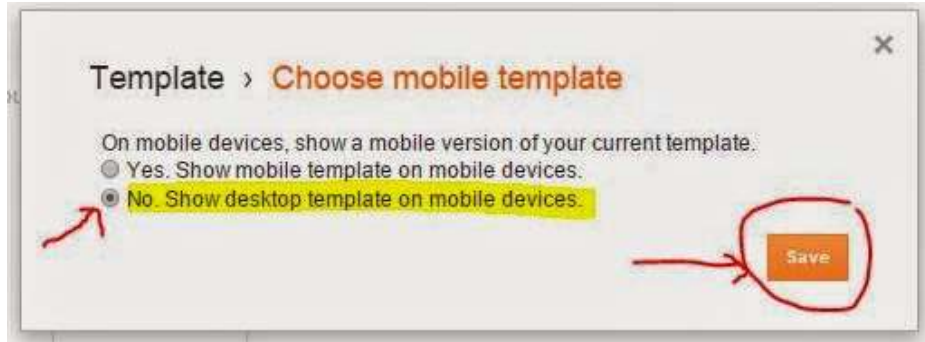 Template › Choose mobile template
On mobile devices, show a mobile version of your current template.
Yes. Show mobile template on mobile devices.
No. Show desktop template on mobile devices.
Save